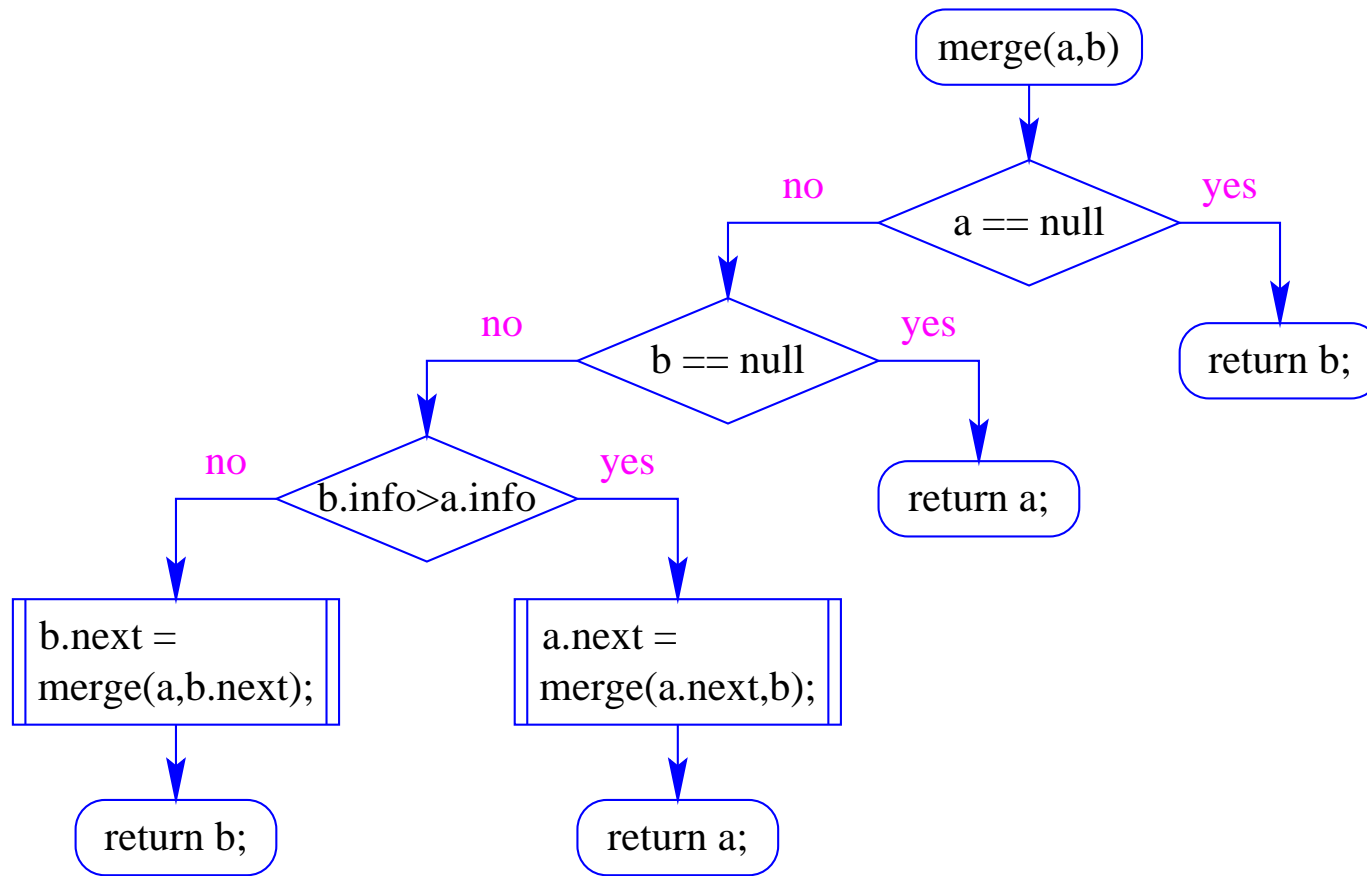 merge(a,b)
no
yes
a == null
no
yes
b == null
return b;
no
yes
b.info>a.info
return a;
b.next =
merge(a,b.next);
a.next =
merge(a.next,b);
return b;
return a;